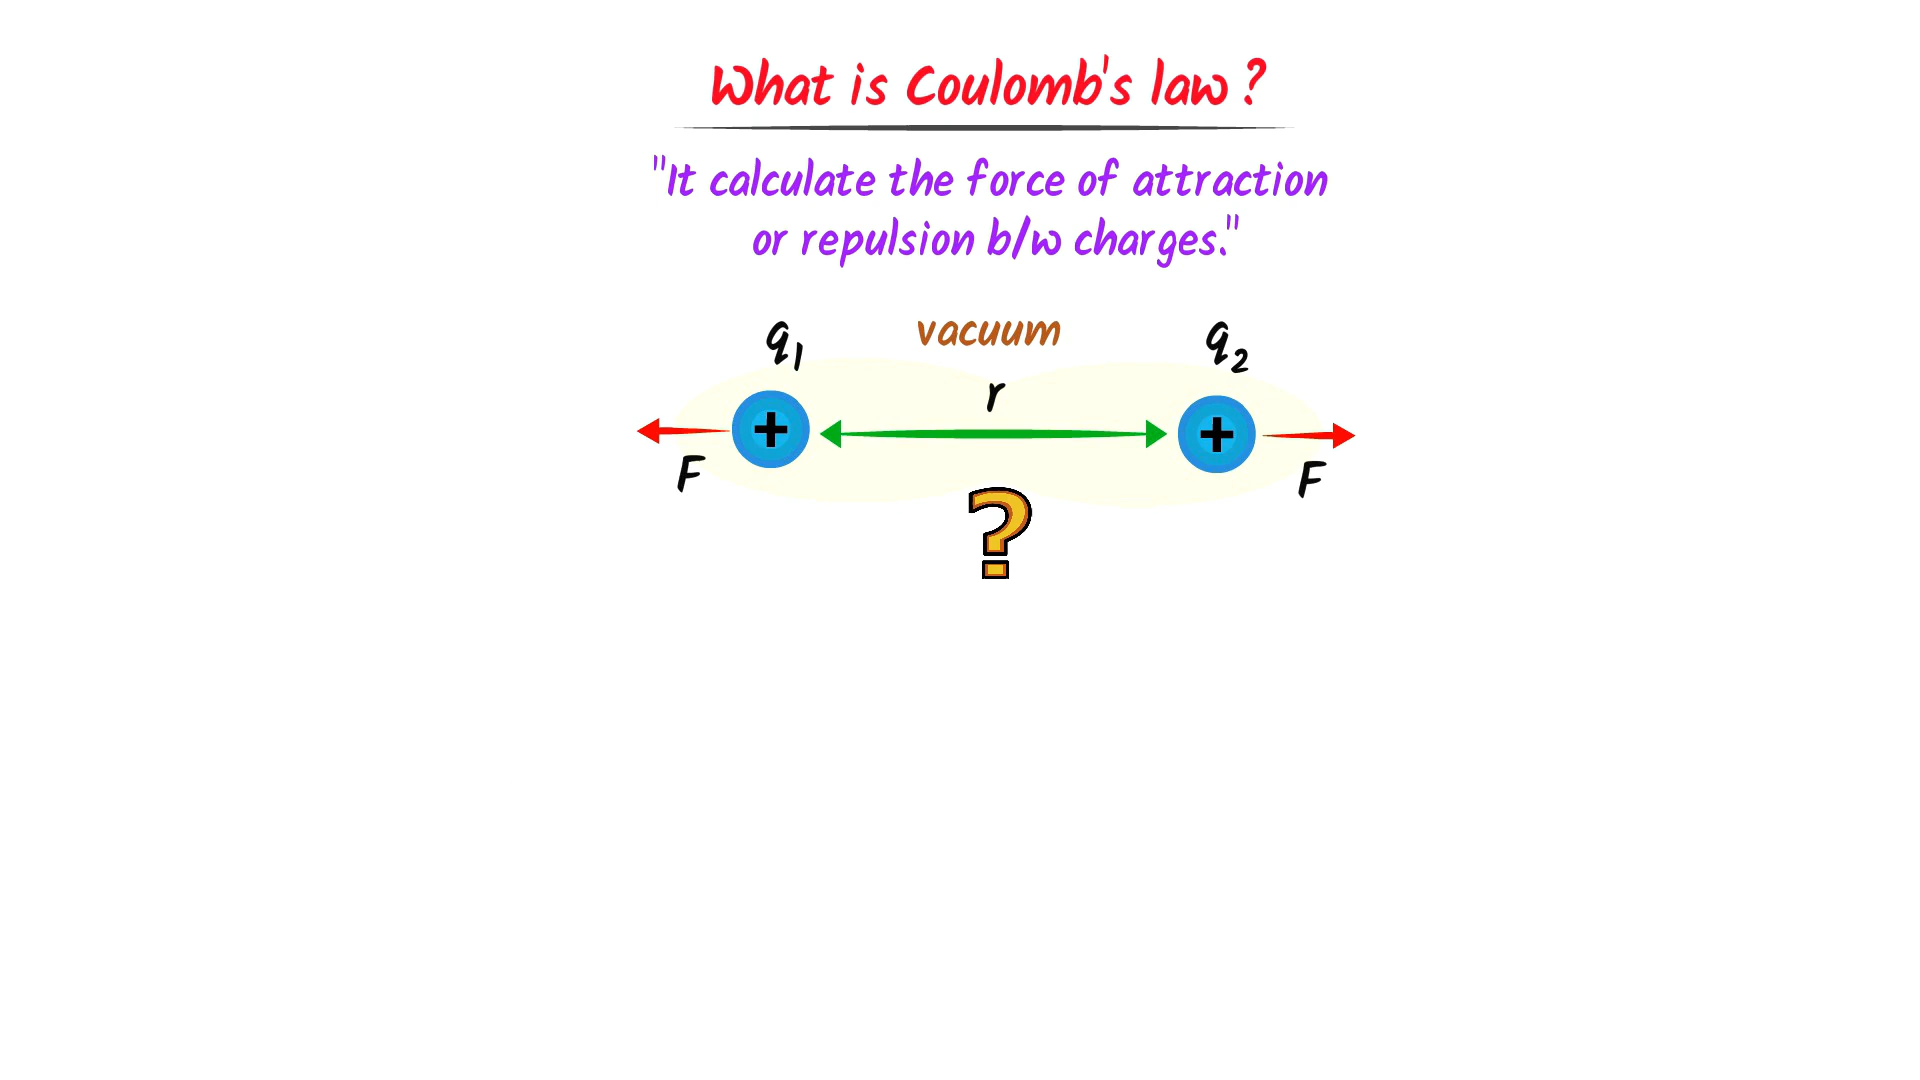 What is Coulomb's law?
"It calculate the force of attraction
or repulsion b/w charges."
q1 vacuum q2
r
+ +
F F
?